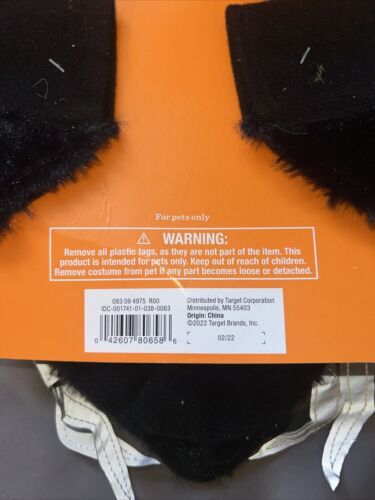 For pets only
⚠ WARNING:
Remove all plastic tags, as they are not part of the item. This
product is intended for pets only. Keep out of reach of children.
Remove costume from pet if any part becomes loose or detached.
083 09 4975 R00
IDC-001741-01-038-0063
0 42607 80658 6
Distributed by Target Corporation
Minneapolis, MN 55403
Origin: China
©2022 Target Brands, Inc.
02/22